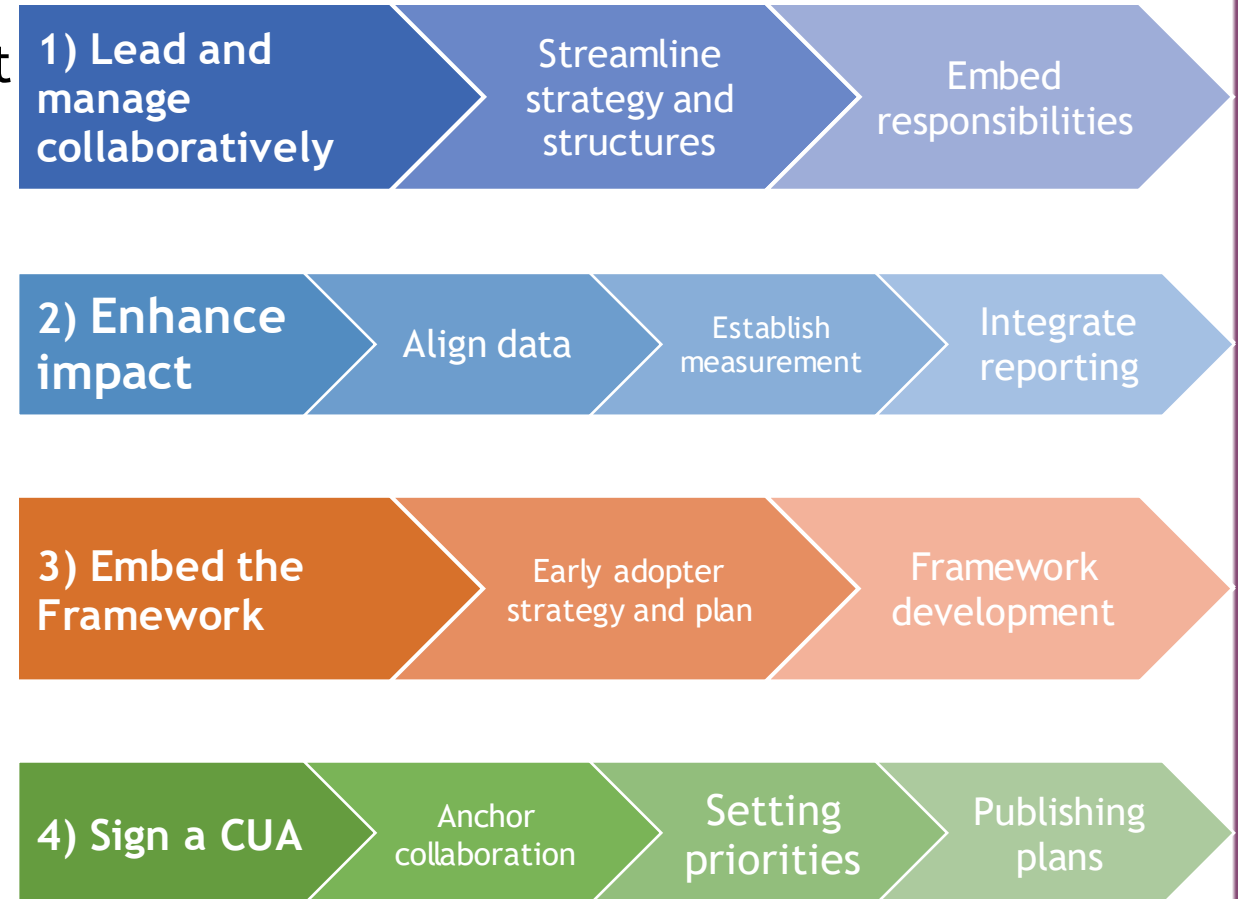 t
1) Lead and
manage
collaboratively
Streamline
strategy and
structures
Embed
responsibilities
2) Enhance
impact
Align data
Establish
measurement
Integrate
reporting
3) Embed the
Framework
Early adopter
strategy and plan
Framework
development
4) Sign a CUA
Anchor
collaboration
Setting
priorities
Publishing
plans